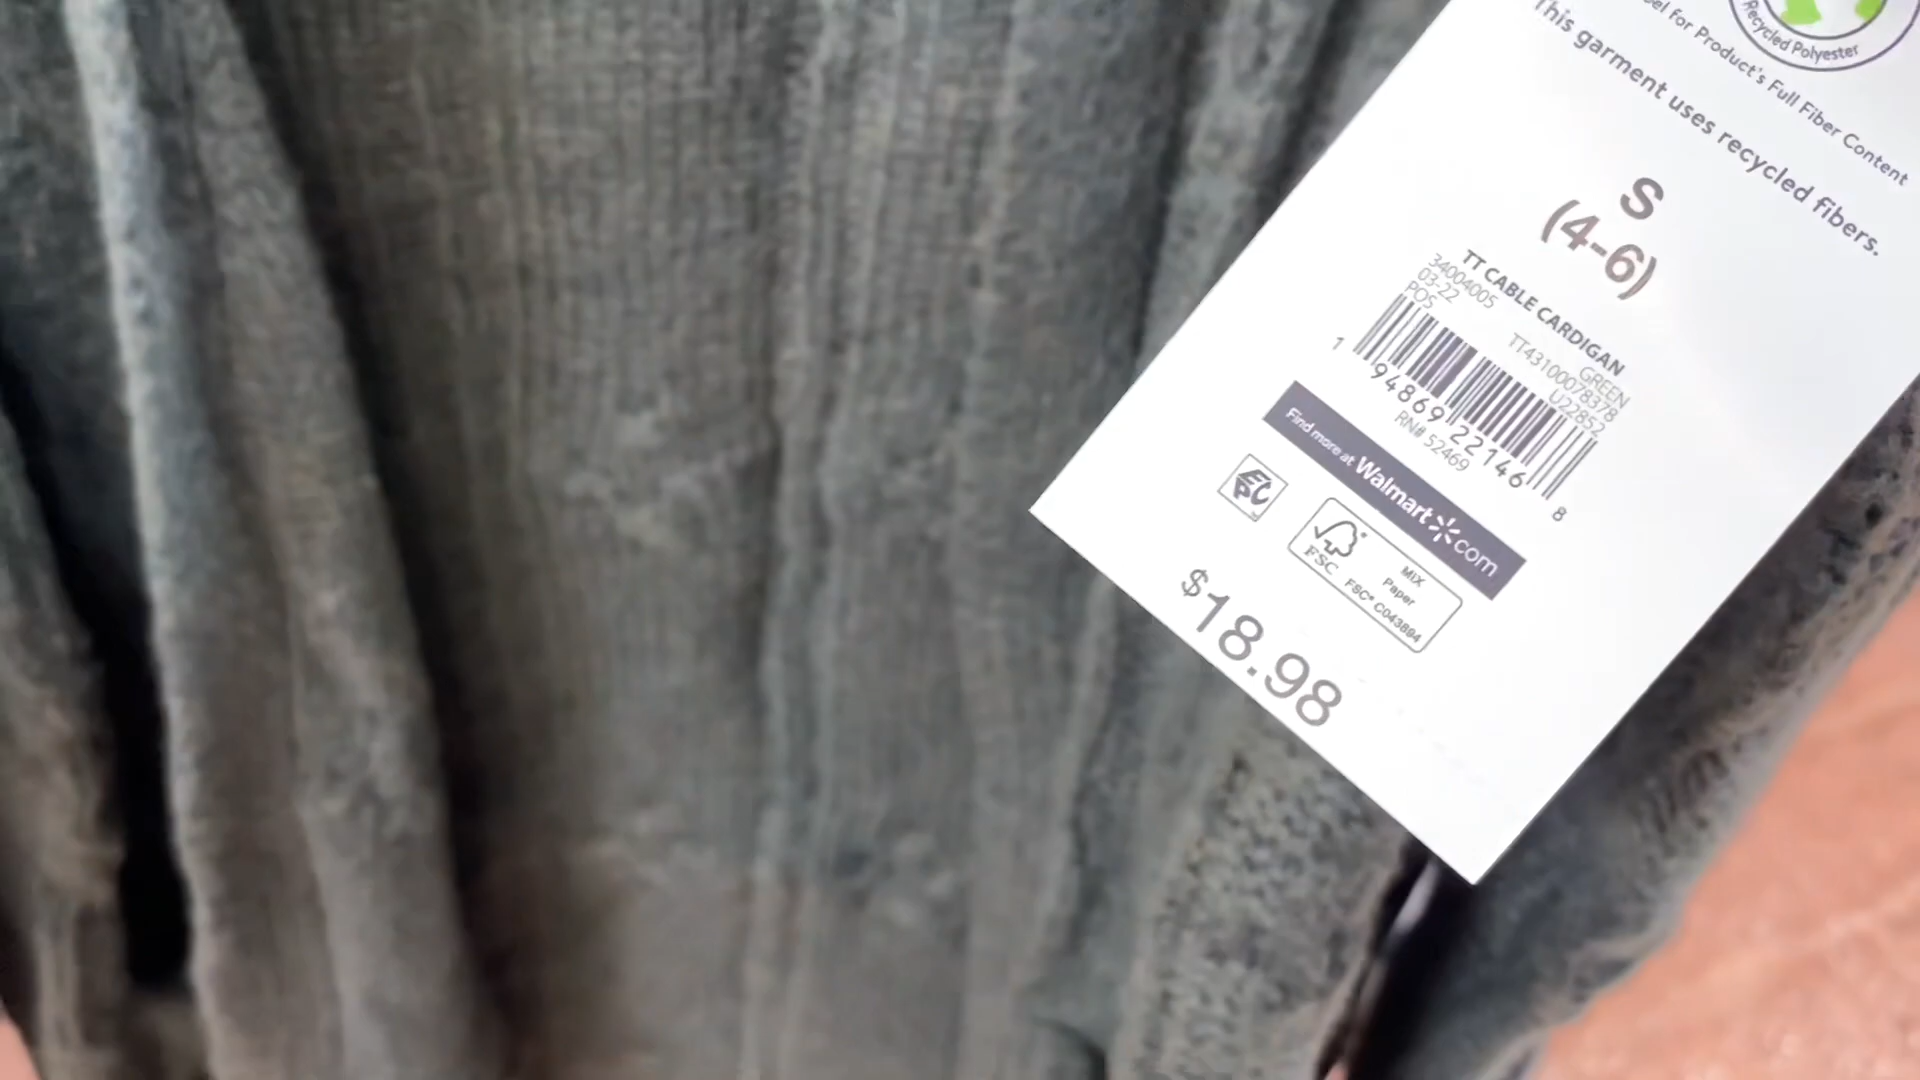 Recycled Polyester
for Product's Full Fiber Content
This garment uses recycled fibers.
S
(4-6)
TT CABLE CARDIGAN
34004005
GREEN
03-22
TT43100078378
POS
U22852
1 94869 22146 8
RN# 52469
Find more at Walmart.com
EPC
FSC
MIX
Paper
FSC® C043894
$18.98